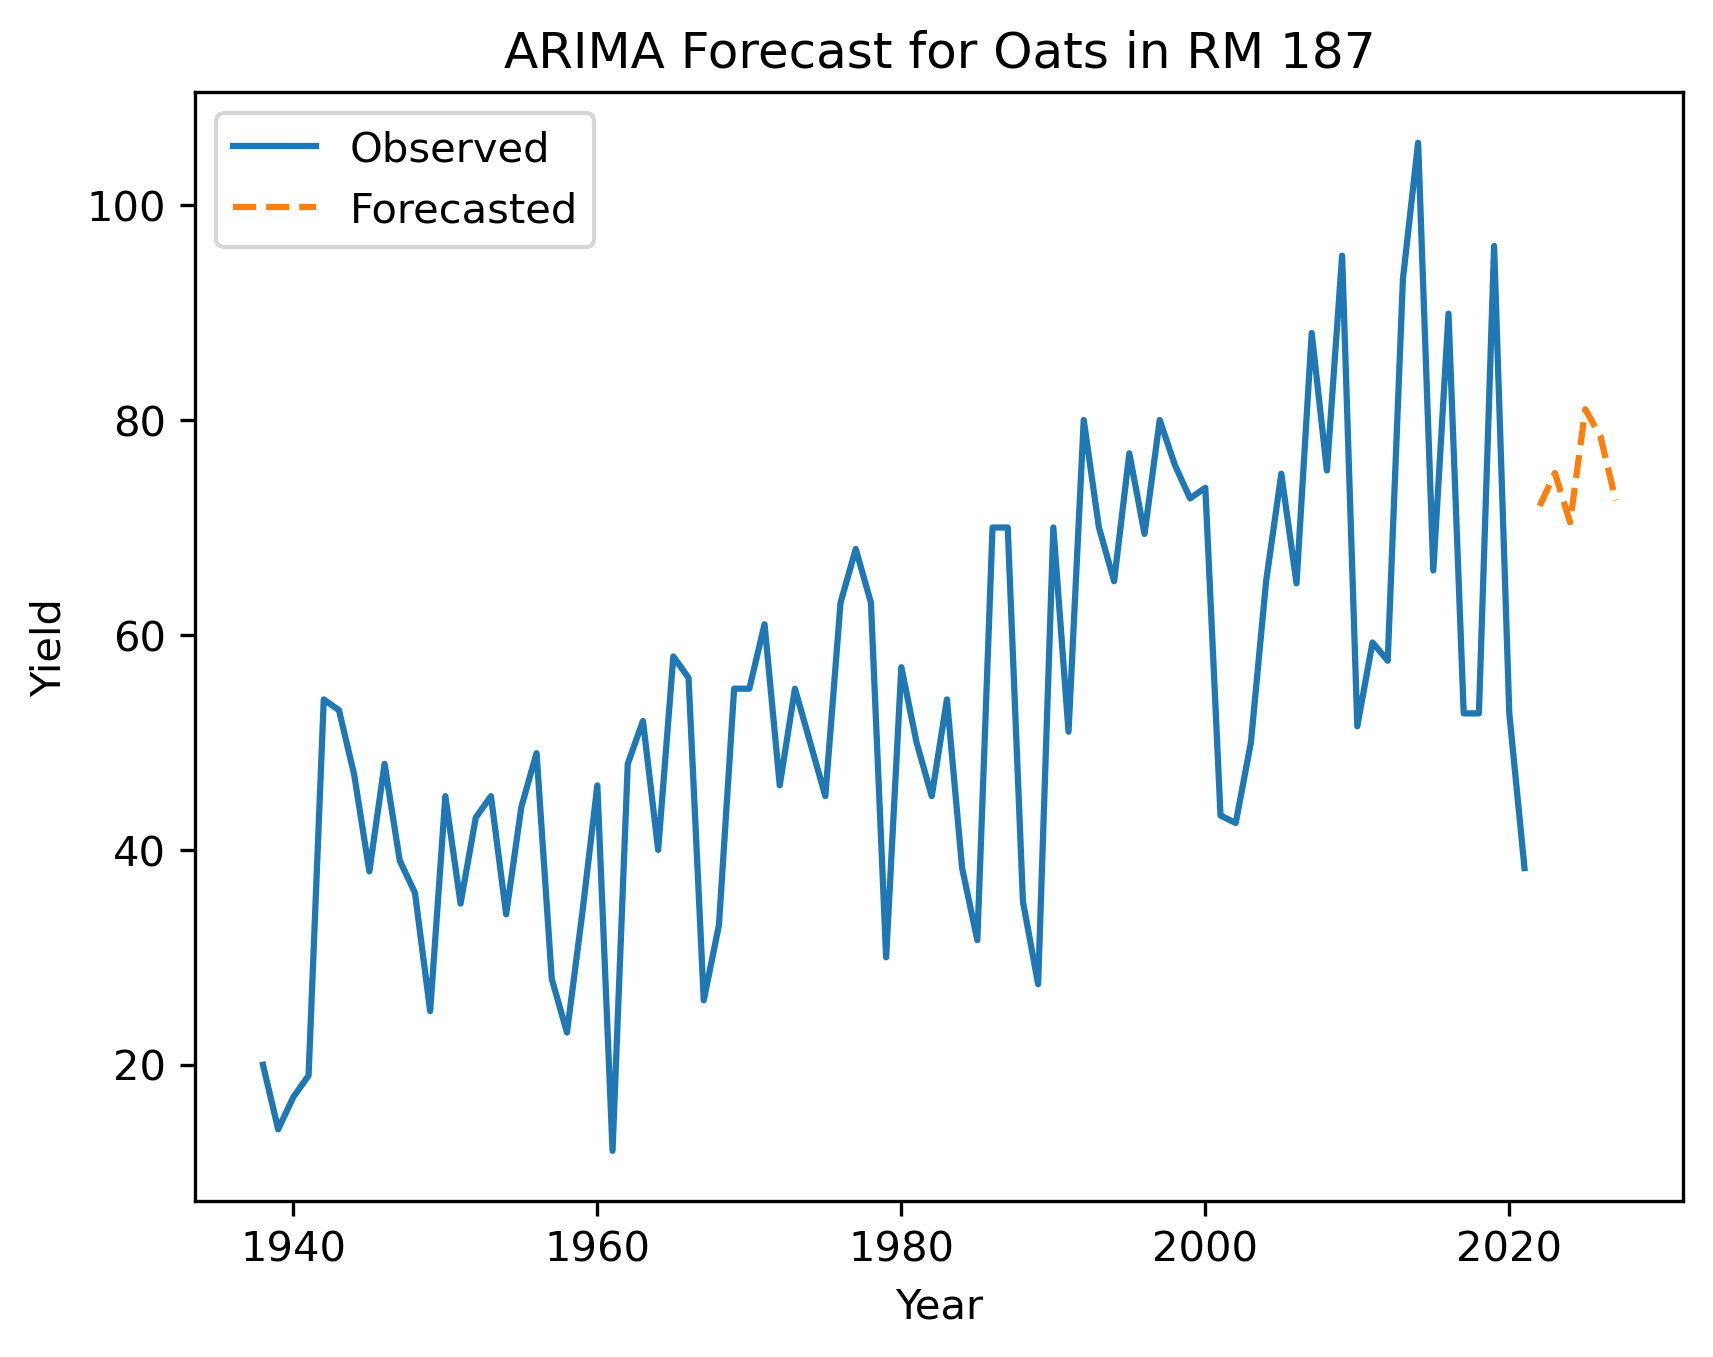 ARIMA Forecast for Oats in RM 187
Observed
Forecasted
100
80
60
40
20
Yield
1940 1960 1980 2000 2020
Year